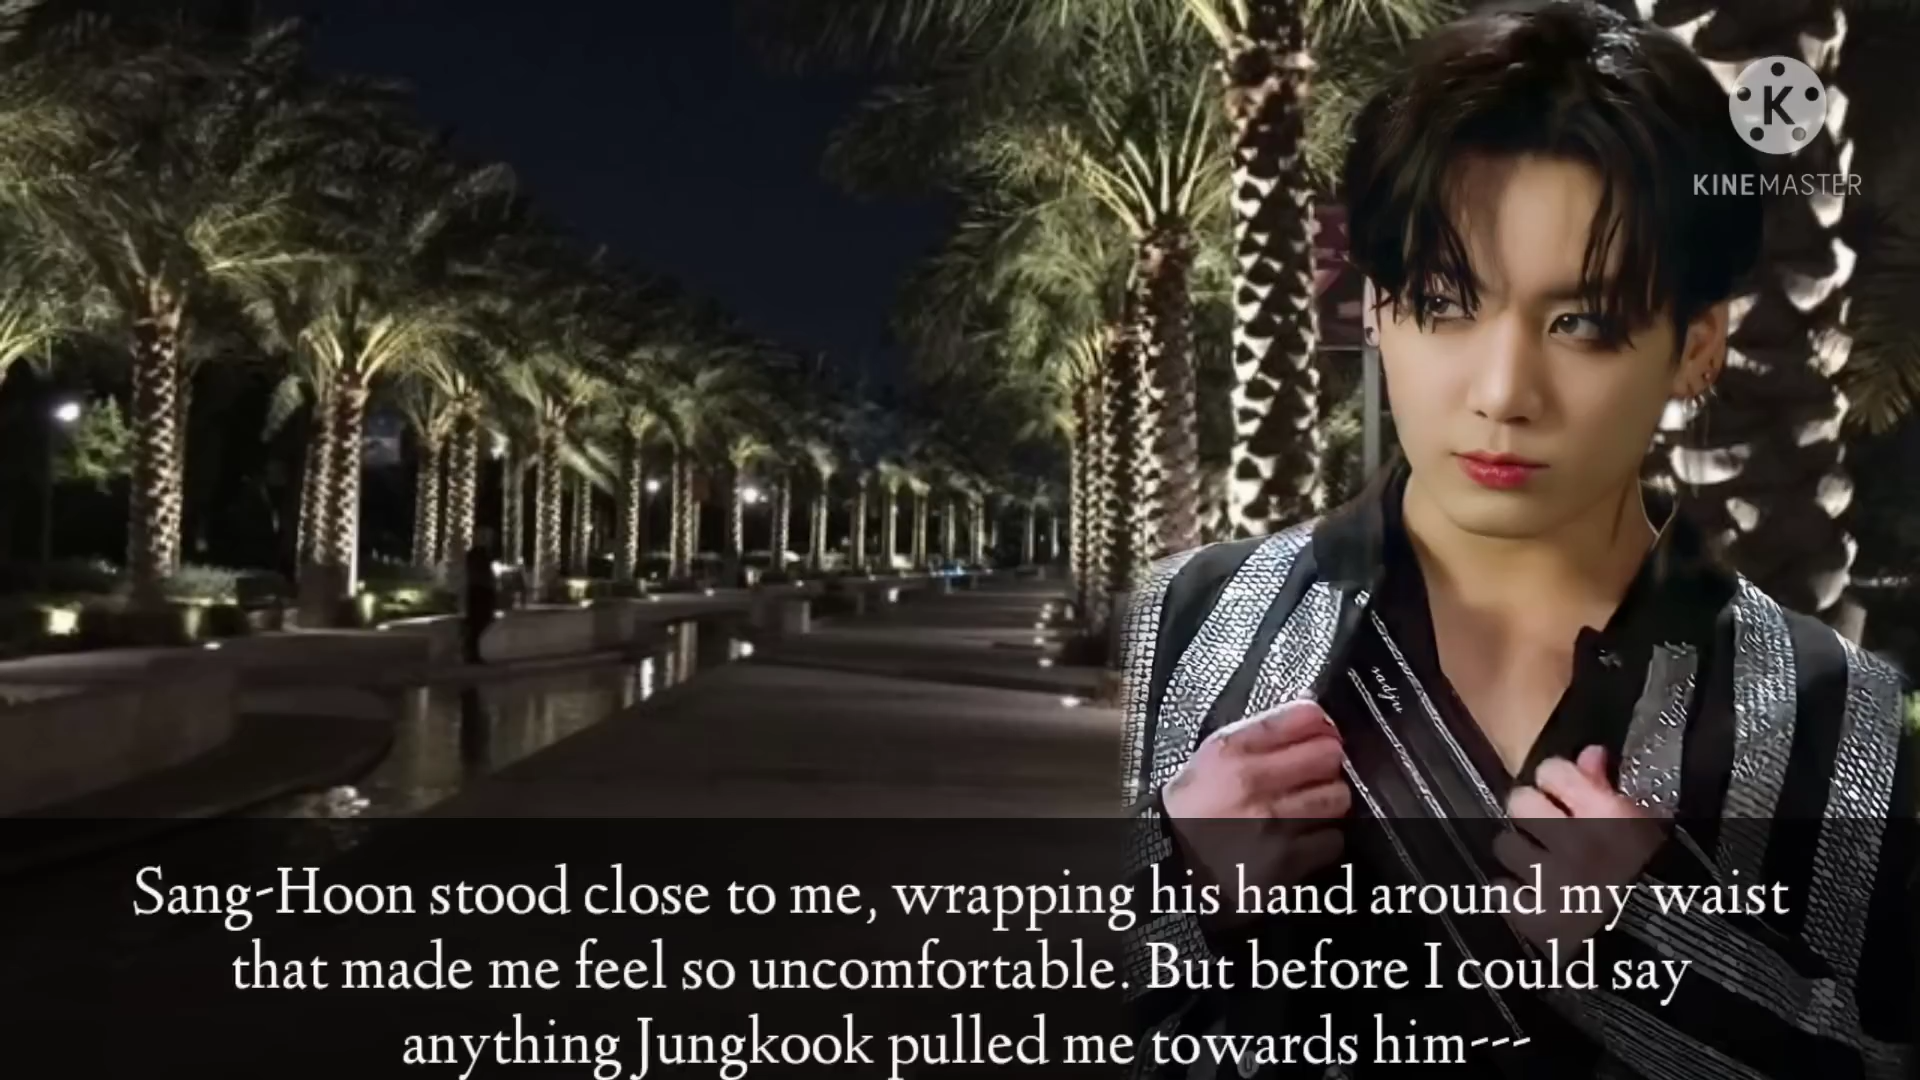 KINEMASTER
Sang-Hoon stood close to me, wrapping his hand around my waist
that made me feel so uncomfortable. But before I could say
anything Jungkook pulled me towards him---